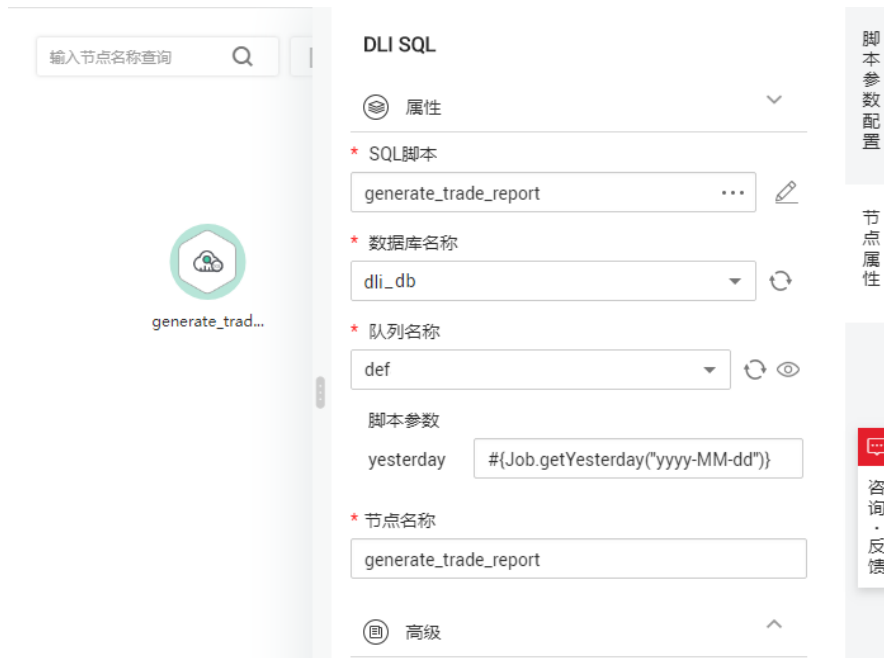 输入节点名称查询
generate_trad...
DLI SQL
属性
* SQL脚本
generate_trade_report
* 数据库名称
dli_db
* 队列名称
def
脚本参数
yesterday
#{Job.getYesterday("yyyy-MM-dd")}
* 节点名称
generate_trade_report
高级
脚本参数配置
节点属性
咨询·反馈